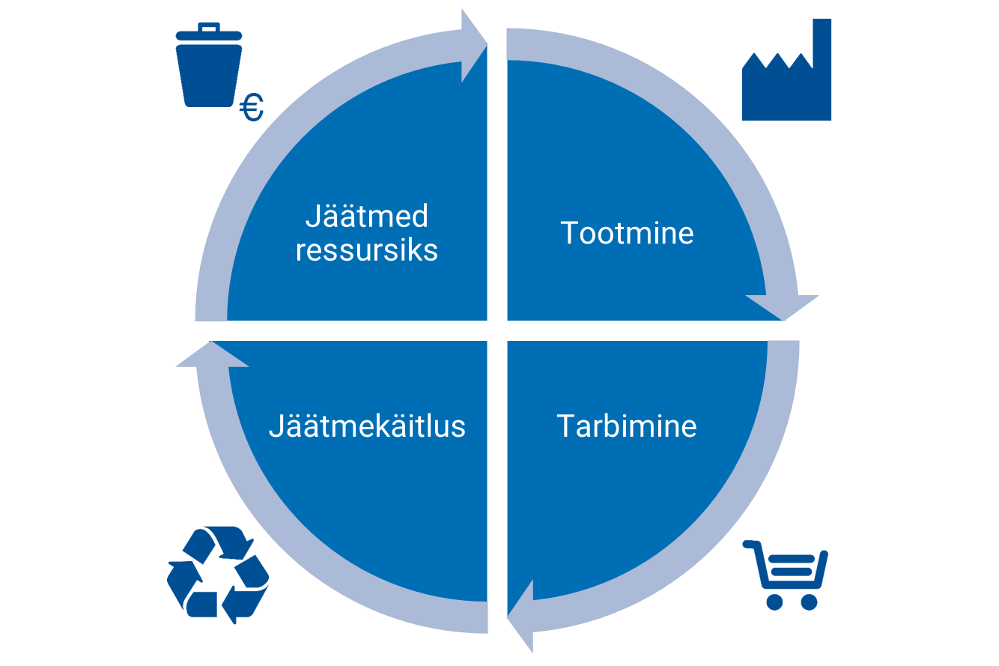 €
Jäätmed
ressursiks
Tootmine
Jäätmekäitlus
Tarbimine